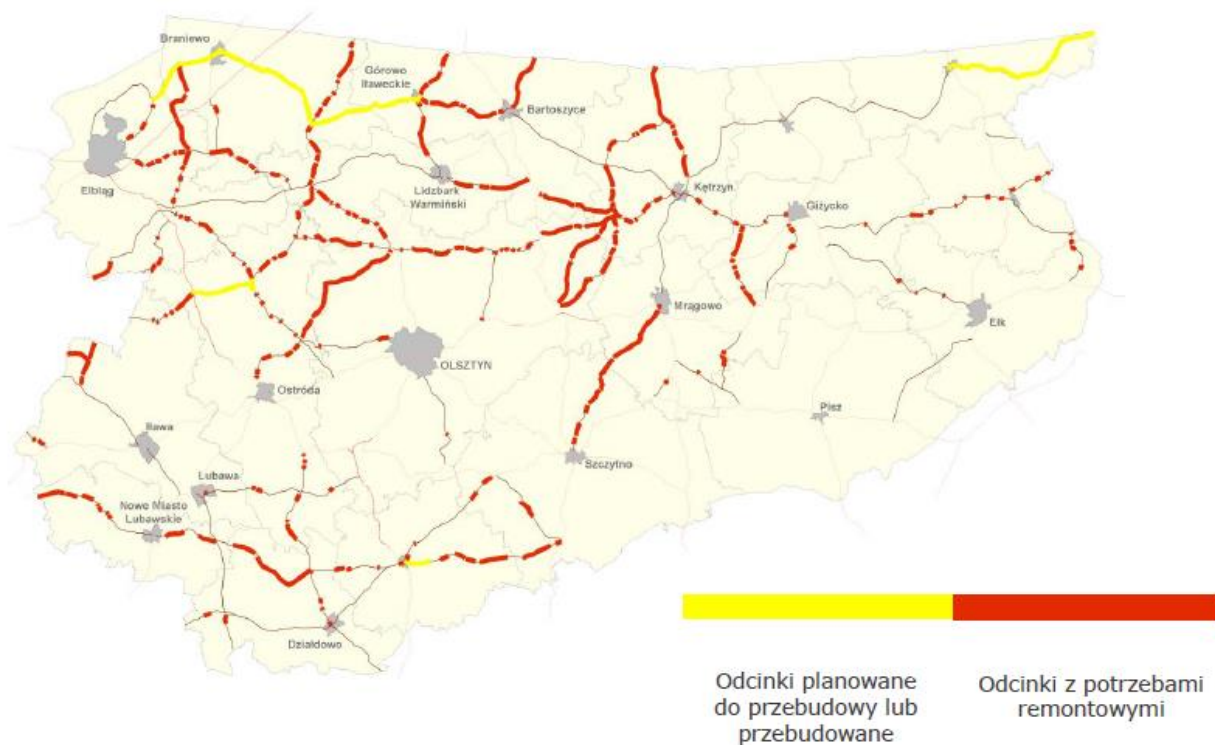 Braniewo
Górowo
Iławeckie
Bartoszyce
Elbląg
Lidzbark
Warmiński
Kętrzyn
Giżycko
Mrągowo
Ełk
OLSZTYN
Ostróda
Pisz
Iława
Szczytno
Lubawa
Nowe Miasto
Lubawskie
Działdowo
Odcinki planowane
do przebudowy lub
przebudowane
Odcinki z potrzebami
remontowymi